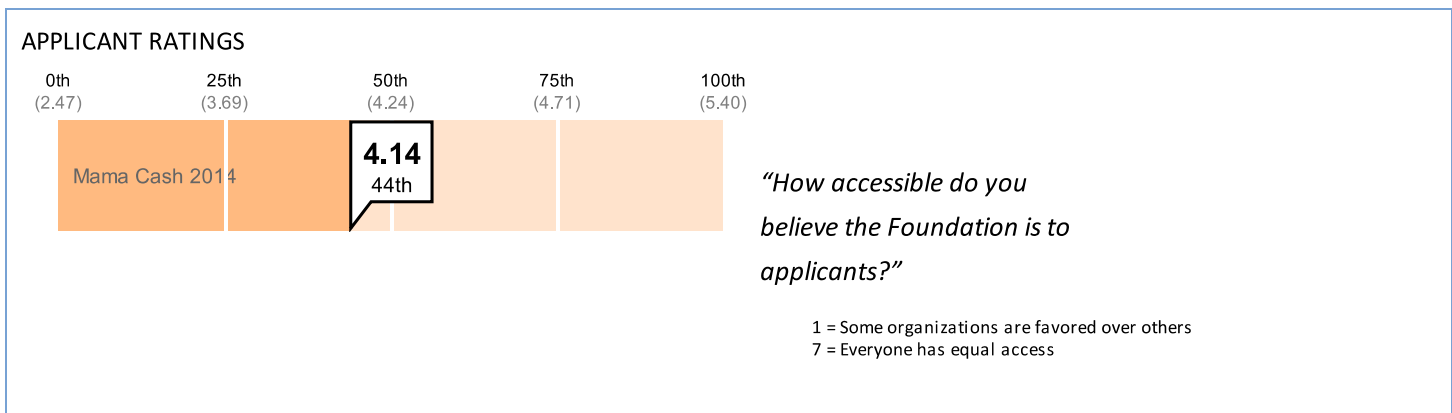 APPLICANT RATINGS
0th 25th 50th 75th 100th
(2.47) (3.69) (4.24) (4.71) (5.40)
Mama Cash 2014
4.14
44th
“How accessible do you
believe the Foundation is to
applicants?”
1 = Some organizations are favored over others
7 = Everyone has equal access